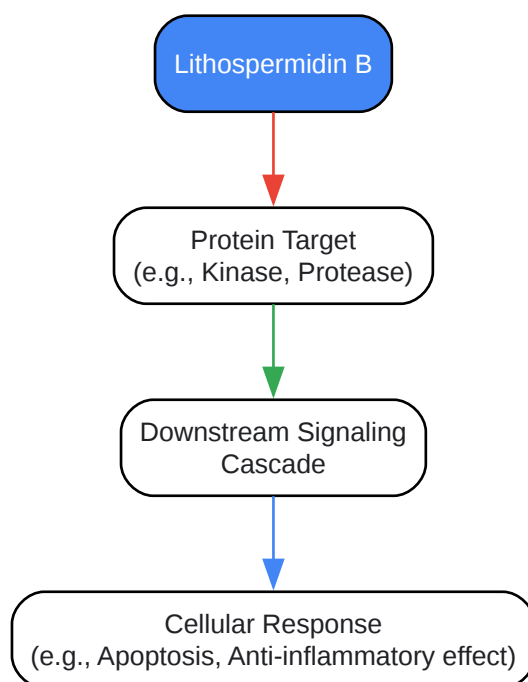 Lithospermidin B
Protein Target
(e.g., Kinase, Protease)
Downstream Signaling
Cascade
Cellular Response
(e.g., Apoptosis, Anti-inflammatory effect)